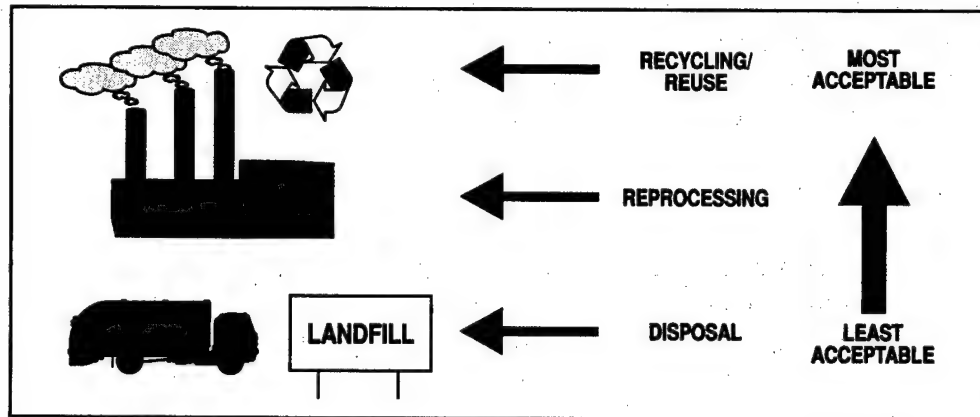 RECYCLING/
REUSE
MOST
ACCEPTABLE
REPROCESSING
LANDFILL
DISPOSAL
LEAST
ACCEPTABLE